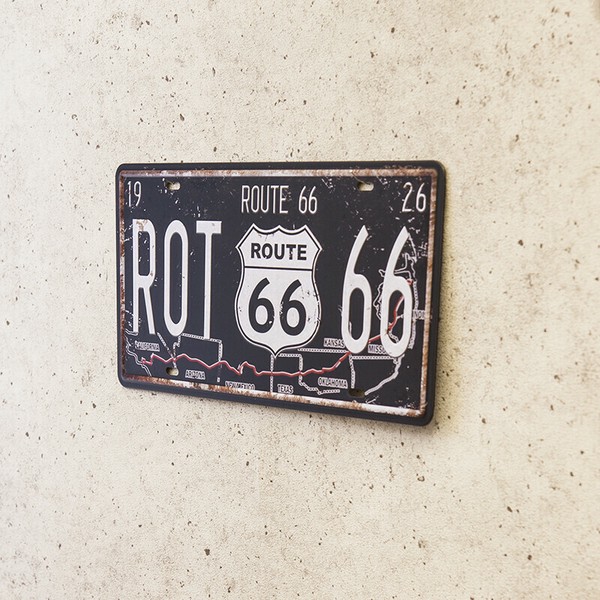 19 ROUTE 66 26
ROT 66
ROUTE
66
CALIFORNIA
ARIZONA
NEW MEXICO
TEXAS
OKLAHOMA
KANSAS